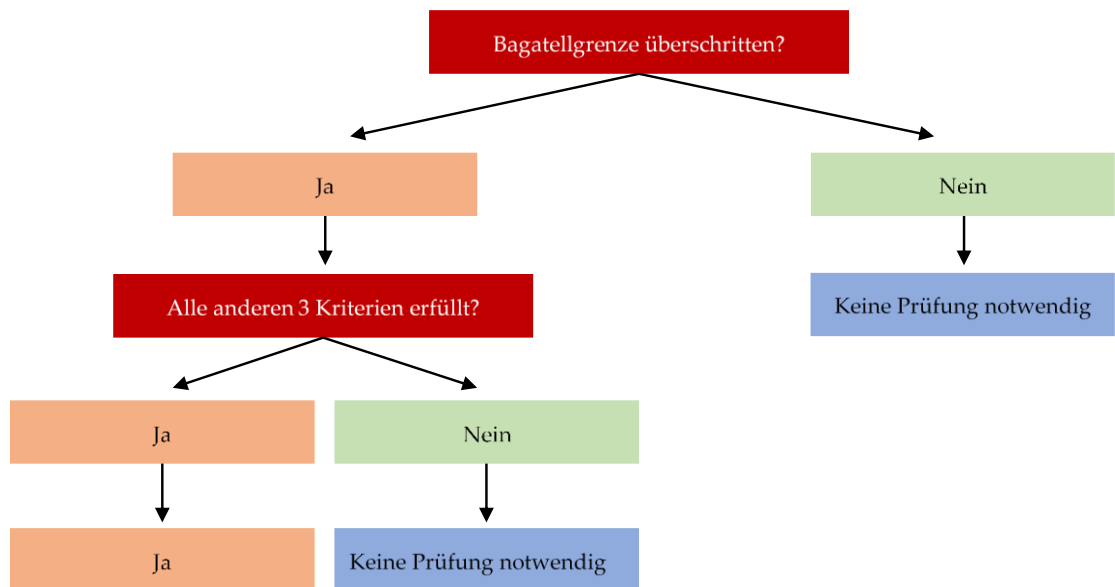 Bagatellgrenze überschritten?
Ja
Nein
Alle anderen 3 Kriterien erfüllt?
Keine Prüfung notwendig
Ja
Nein
Ja
Keine Prüfung notwendig